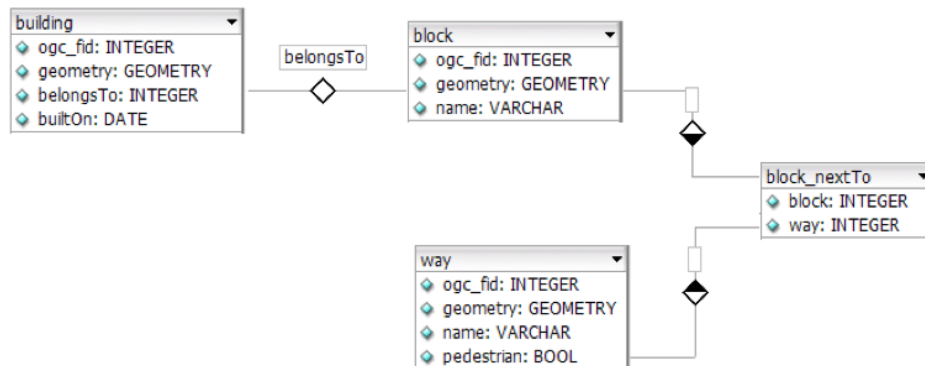 building
ogc_fid: INTEGER
geometry: GEOMETRY
belongsTo: INTEGER
builtOn: DATE
belongsTo
block
ogc_fid: INTEGER
geometry: GEOMETRY
name: VARCHAR
block_nextTo
block: INTEGER
way: INTEGER
way
ogc_fid: INTEGER
geometry: GEOMETRY
name: VARCHAR
pedestrian: BOOL